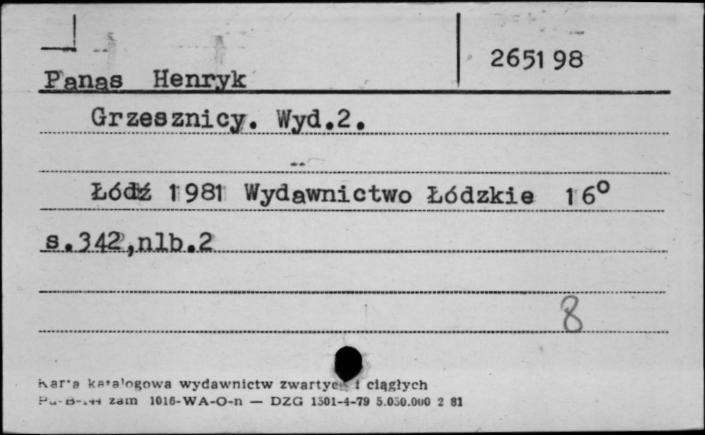 265198
Panas Henryk
Grzesznicy. Wyd.2.
Łódź 1981 Wydawnictwo Łódzkie 16°
s.342,nlb.2
8
Karta katalogowa wydawnictw zwartych i ciągłych
zam 1016-WA-O-n — DZG 1501-4-79 5.050.000 2 81